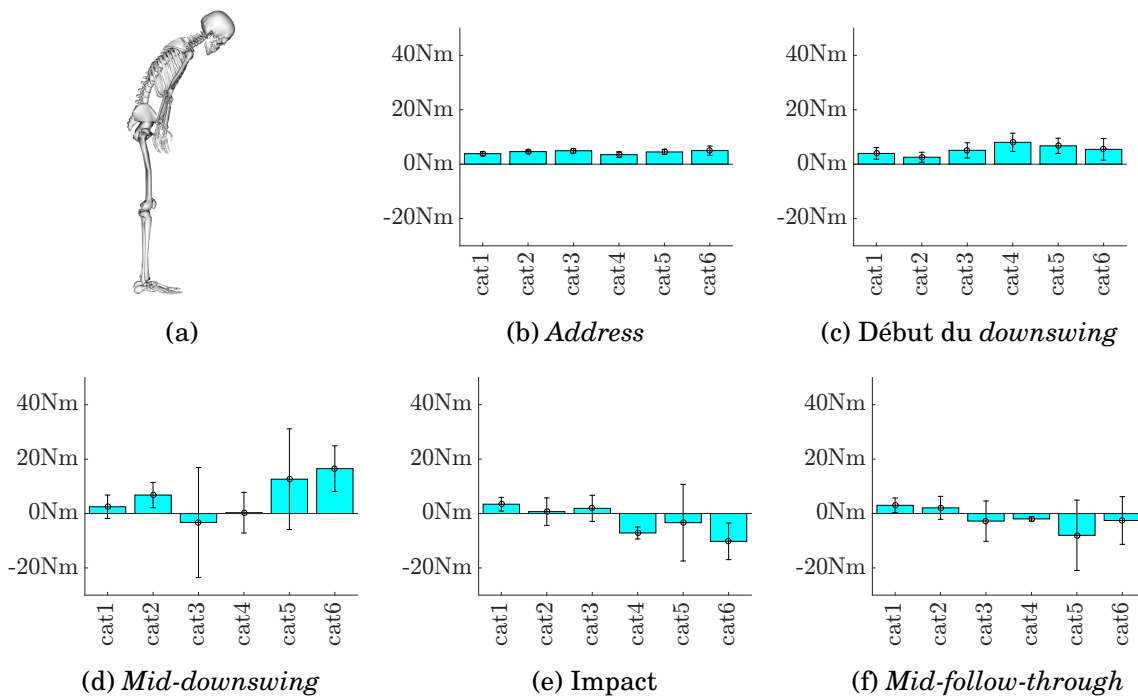 40Nm
20Nm
0Nm
-20Nm
cat1 cat2 cat3 cat4 cat5 cat6
40Nm
20Nm
0Nm
-20Nm
cat1 cat2 cat3 cat4 cat5 cat6
(a)
(b) Address
(c) Début du downswing
40Nm
20Nm
0Nm
-20Nm
cat1 cat2 cat3 cat4 cat5 cat6
40Nm
20Nm
0Nm
-20Nm
cat1 cat2 cat3 cat4 cat5 cat6
40Nm
20Nm
0Nm
-20Nm
cat1 cat2 cat3 cat4 cat5 cat6
(d) Mid-downswing
(e) Impact
(f) Mid-follow-through